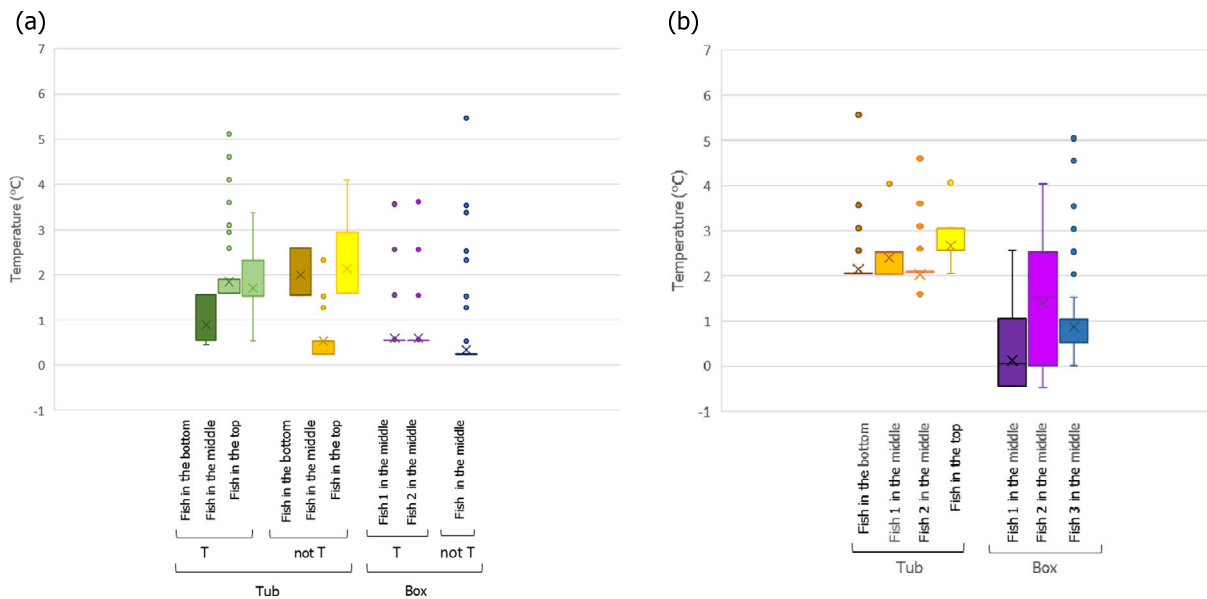 (a)
7
6
5
4
3
2
1
0
-1
Temperature (°C)
Fish in the bottom
Fish in the middle
Fish in the top
Fish in the bottom
Fish in the middle
Fish in the top
Fish 1 in the middle
Fish 2 in the middle
Fish in the middle
T
not T
T
not T
Tub
Box
(b)
7
6
5
4
3
2
1
0
-1
Temperature (°C)
Fish in the bottom
Fish 1 in the middle
Fish 2 in the middle
Fish in the top
Fish 1 in the middle
Fish 2 in the middle
Fish 3 in the middle
Tub
Box